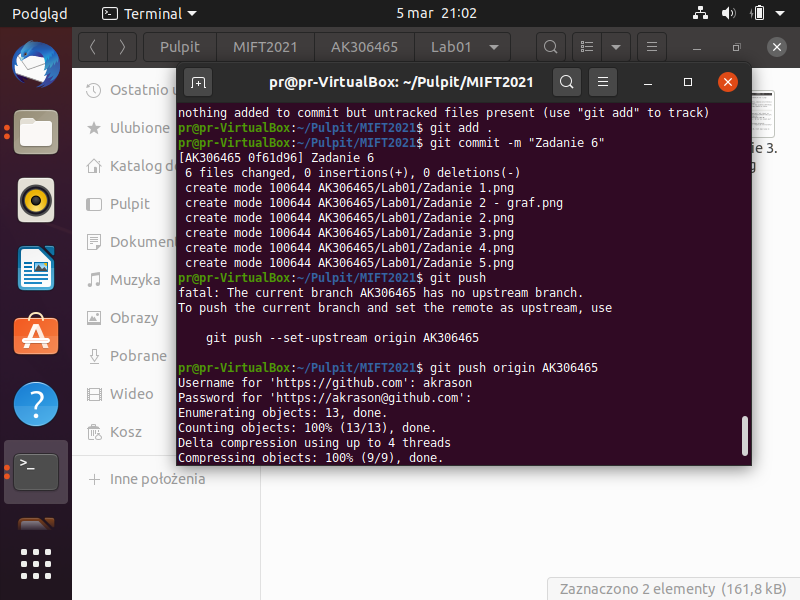 Podgląd
Terminal
5 mar 21:02
Pulpit
MIFT2021
AK306465
Lab01
pr@pr-VirtualBox: ~/Pulpit/MIFT2021
Ostatnio
Ulubione
Katalog
Pulpit
Dokument
Muzyka
Obrazy
Pobrane
Wideo
Kosz
Inne położenia
nothing added to commit but untracked files present (use "git add" to track)
pr@pr-VirtualBox:~/Pulpit/MIFT2021$ git add .
pr@pr-VirtualBox:~/Pulpit/MIFT2021$ git commit -m "Zadanie 6"
[AK306465 0f61d96] Zadanie 6
 6 files changed, 0 insertions(+), 0 deletions(-)
 create mode 100644 AK306465/Lab01/Zadanie 1.png
 create mode 100644 AK306465/Lab01/Zadanie 2 - graf.png
 create mode 100644 AK306465/Lab01/Zadanie 2.png
 create mode 100644 AK306465/Lab01/Zadanie 3.png
 create mode 100644 AK306465/Lab01/Zadanie 4.png
 create mode 100644 AK306465/Lab01/Zadanie 5.png
pr@pr-VirtualBox:~/Pulpit/MIFT2021$ git push
fatal: The current branch AK306465 has no upstream branch.
To push the current branch and set the remote as upstream, use
    git push --set-upstream origin AK306465
pr@pr-VirtualBox:~/Pulpit/MIFT2021$ git push origin AK306465
Username for 'https://github.com': akrason
Password for 'https://akrason@github.com':
Enumerating objects: 13, done.
Counting objects: 100% (13/13), done.
Delta compression using up to 4 threads
Compressing objects: 100% (9/9), done.
ie 3.
g
Zaznaczono 2 elementy (161,8 kB)